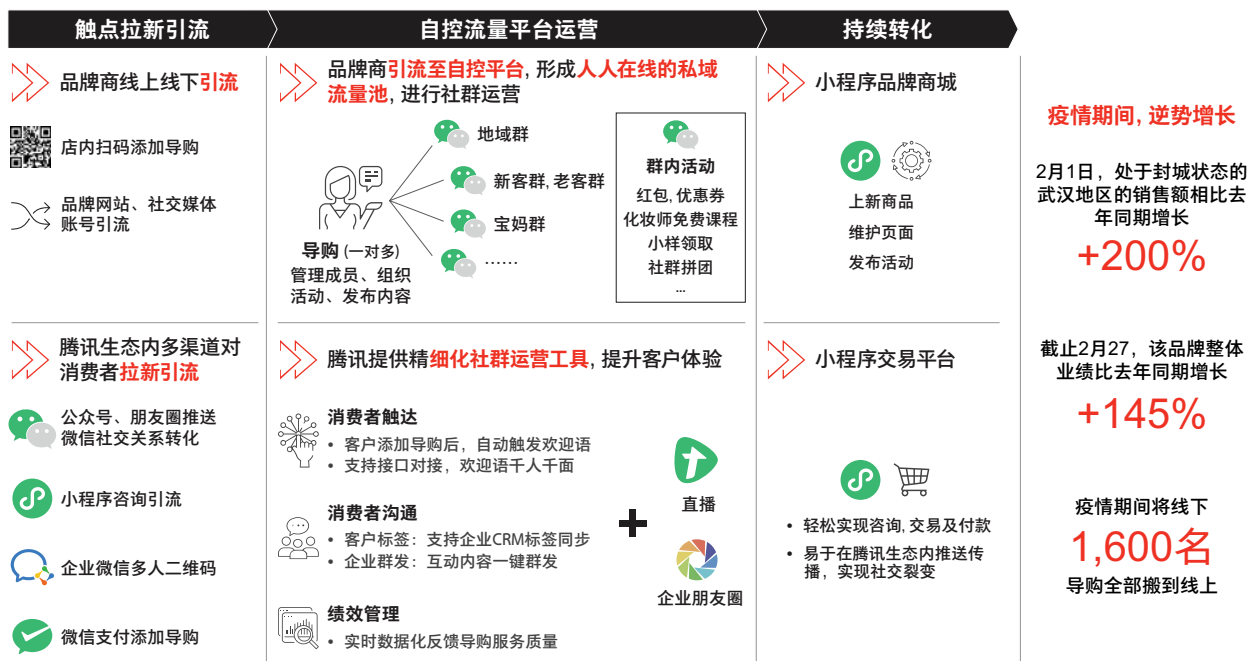 触点拉新引流
自控流量平台运营
持续转化
品牌商线上线下引流
店内扫码添加导购
品牌网站、社交媒体
账号引流
品牌商引流至自控平台, 形成人人在线的私域
流量池, 进行社群运营
地域群
新客群, 老客群
宝妈群
……
导购 (一对多)
管理成员、组织
活动、发布内容
群内活动
红包, 优惠券
化妆师免费课程
小样领取
社群拼团
...
小程序品牌商城
上新商品
维护页面
发布活动
疫情期间, 逆势增长
2月1日，处于封城状态的
武汉地区的销售额相比去
年同期增长
+200%
腾讯生态内多渠道对
消费者拉新引流
公众号、朋友圈推送
微信社交关系转化
小程序咨询引流
企业微信多人二维码
微信支付添加导购
腾讯提供精细化社群运营工具, 提升客户体验
消费者触达
• 客户添加导购后，自动触发欢迎语
• 支持接口对接，欢迎语千人千面
消费者沟通
• 客户标签：支持企业CRM标签同步
• 企业群发：互动内容一键群发
绩效管理
• 实时数据化反馈导购服务质量
直播
企业朋友圈
小程序交易平台
• 轻松实现咨询, 交易及付款
• 易于在腾讯生态内推送传
播，实现社交裂变
截止2月27，该品牌整体
业绩比去年同期增长
+145%
疫情期间将线下
1,600名
导购全部搬到线上